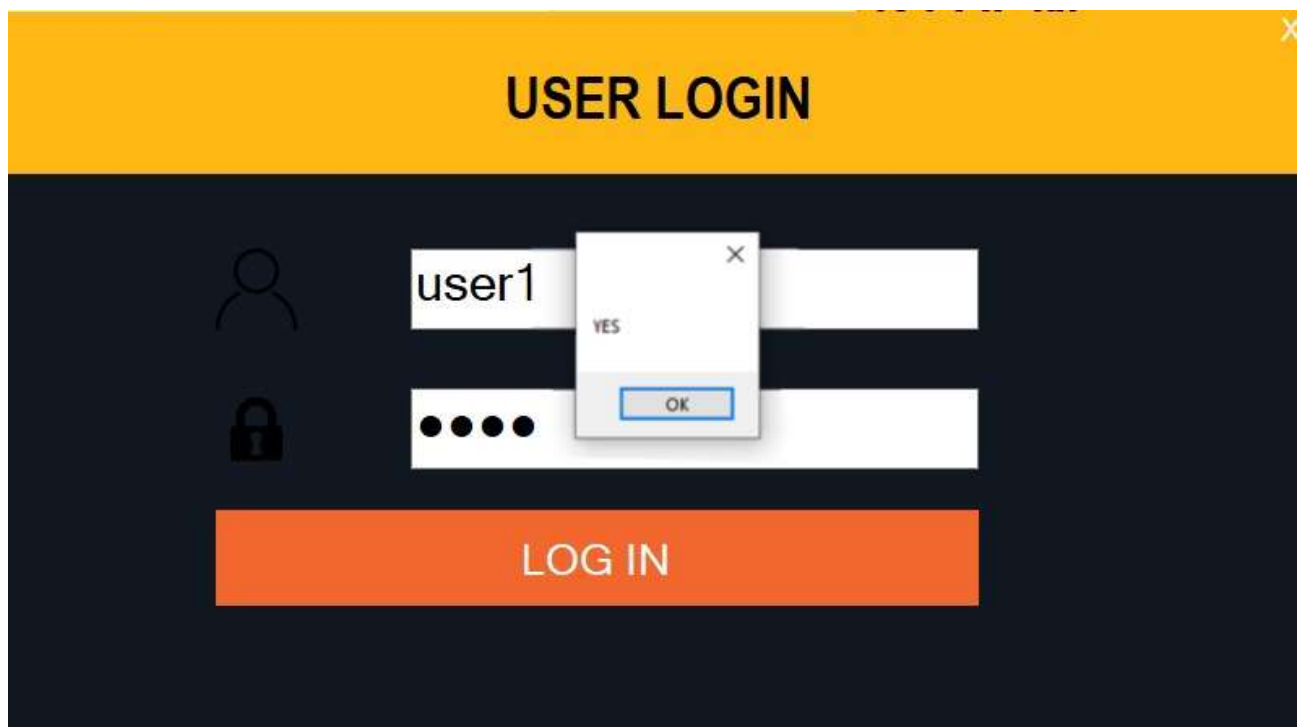 X
USER LOGIN
user1
YES
OK
LOG IN